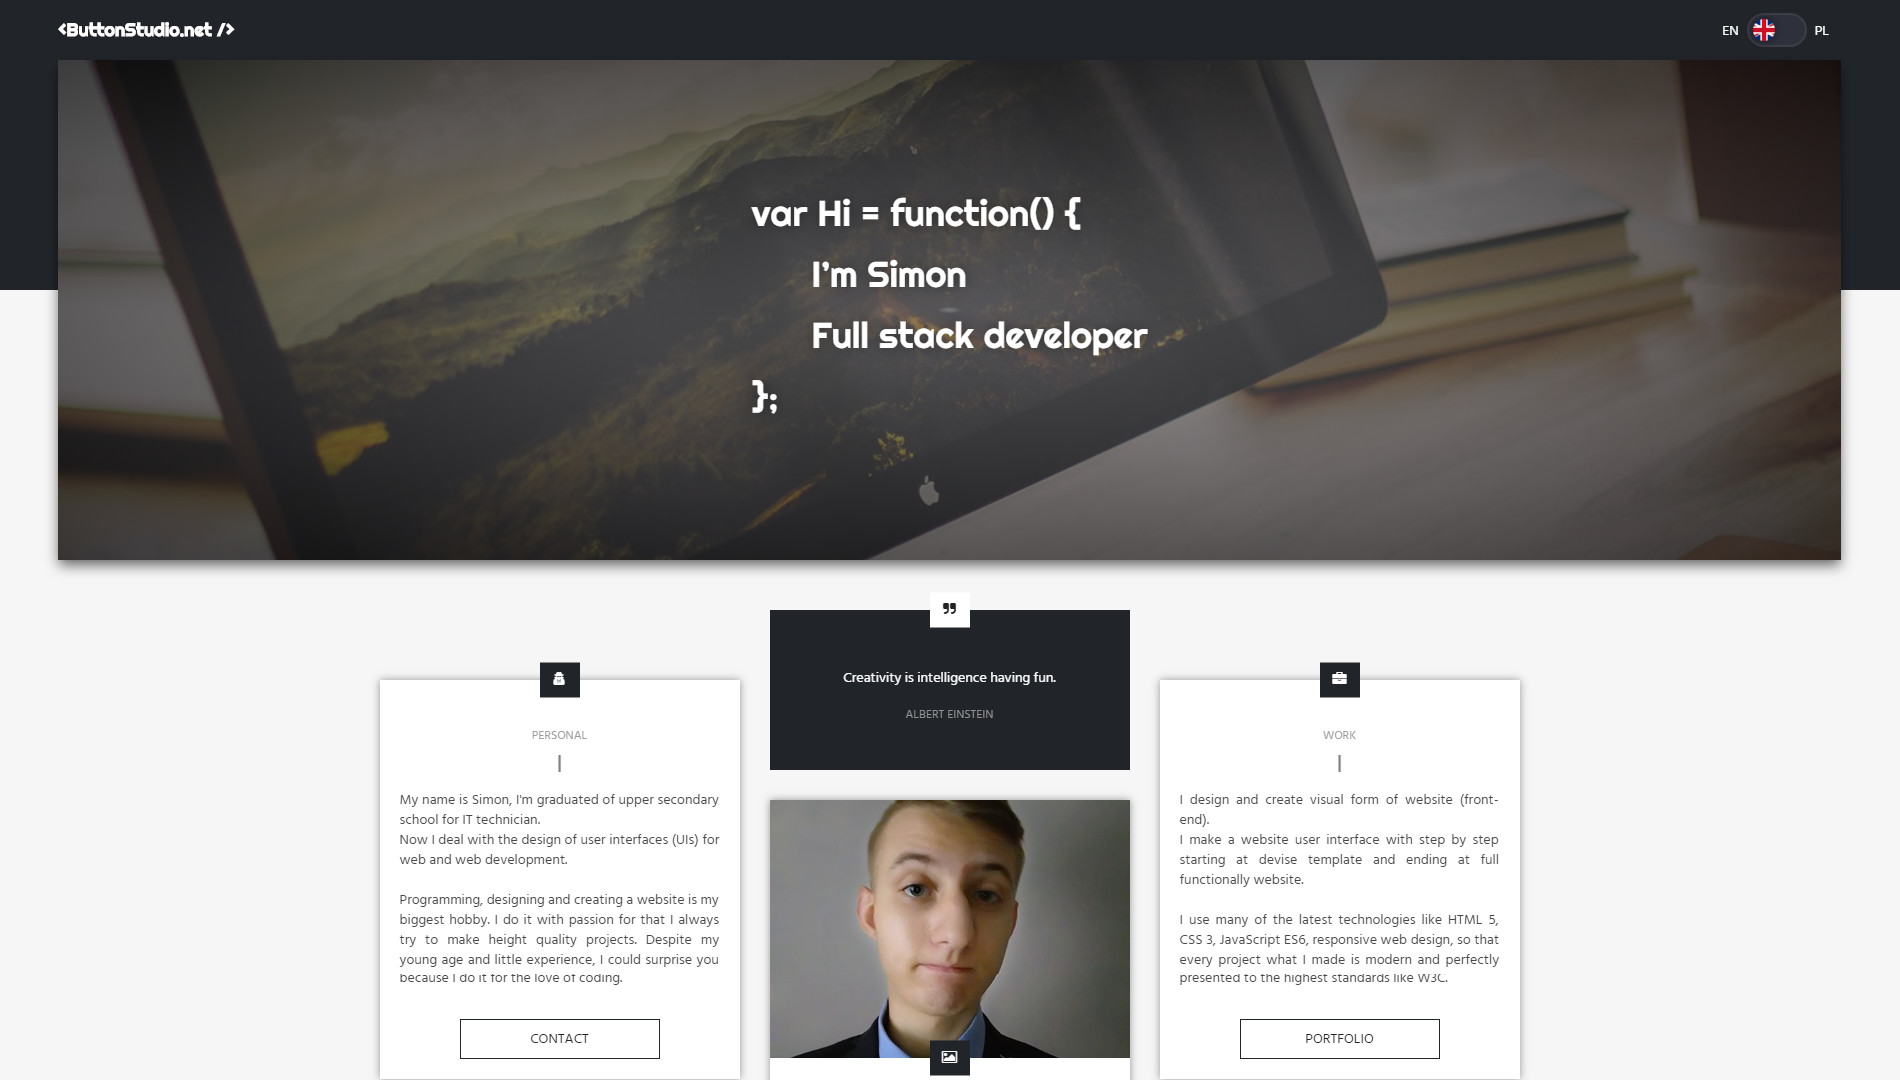 <ButtonStudio.net />
EN
PL
var Hi = function() {
I'm Simon
Full stack developer
};
Creativity is intelligence having fun.
ALBERT EINSTEIN
PERSONAL
|
My name is Simon, I'm graduated of upper secondary
school for IT technician.
Now I deal with the design of user interfaces (UIs) for
web and web development.
Programming, designing and creating a website is my
biggest hobby. I do it with passion for that I always
try to make height quality projects. Despite my
young age and little experience, I could surprise you
because I do it for the love of coding.
CONTACT
WORK
|
I design and create visual form of website (front-
end).
I make a website user interface with step by step
starting at devise template and ending at full
functionally website.
I use many of the latest technologies like HTML 5,
CSS 3, JavaScript ES6, responsive web design, so that
every project what I made is modern and perfectly
presented to the highest standards like W3C.
PORTFOLIO